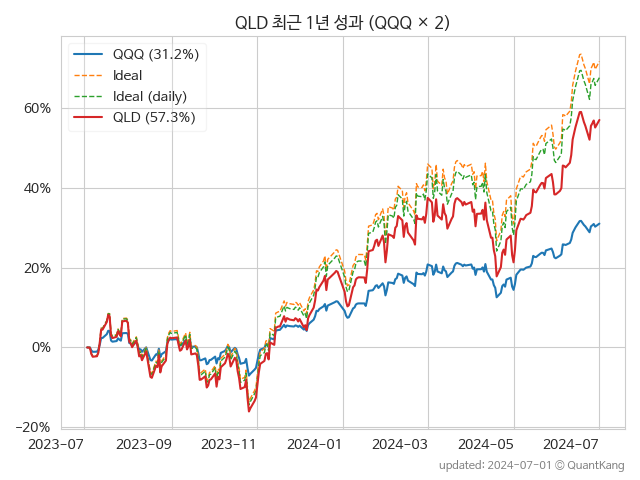 QLD 최근 1년 성과 (QQQ × 2)
QQQ (31.2%)
Ideal
Ideal (daily)
QLD (57.3%)
60%
40%
20%
0%
−20%
2023-07 2023-09 2023-11 2024-01 2024-03 2024-05 2024-07
updated: 2024-07-01 © QuantKang